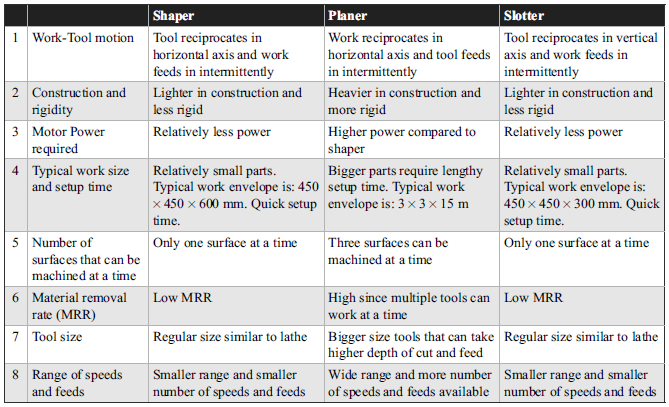 Shaper Planer Slotter
1 Work-Tool motion Tool reciprocates in horizontal axis and work feeds in intermittently Work reciprocates in horizontal axis and tool feeds in intermittently Tool reciprocates in vertical axis and work feeds in intermittently
2 Construction and rigidity Lighter in construction and less rigid Heavier in construction and more rigid Lighter in construction and less rigid
3 Motor Power required Relatively less power Higher power compared to shaper Relatively less power
4 Typical work size and setup time Relatively small parts. Typical work envelope is: 450 × 450 × 600 mm. Quick setup time. Bigger parts require lengthy setup time. Typical work envelope is: 3 × 3 × 15 m Relatively small parts. Typical work envelope is: 450 × 450 × 300 mm. Quick setup time.
5 Number of surfaces that can be machined at a time Only one surface at a time Three surfaces can be machined at a time Only one surface at a time
6 Material removal rate (MRR) Low MRR High since multiple tools can work at a time Low MRR
7 Tool size Regular size similar to lathe Bigger size tools that can take higher depth of cut and feed Regular size similar to lathe
8 Range of speeds and feeds Smaller range and smaller number of speeds and feeds Wide range and more number of speeds and feeds available Smaller range and smaller number of speeds and feeds